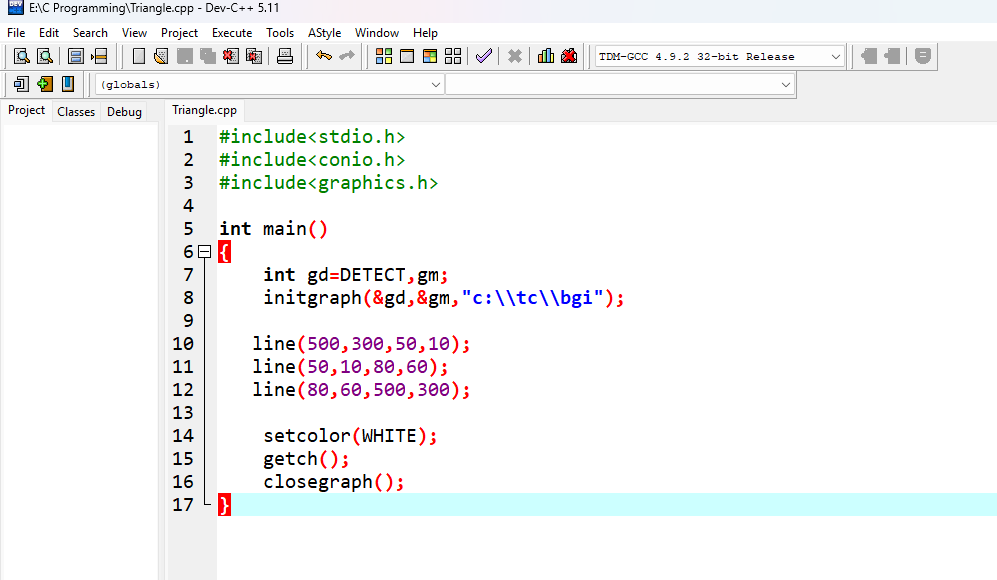 E:\C Programming\Triangle.cpp - Dev-C++ 5.11
File Edit Search View Project Execute Tools AStyle Window Help
TDM-GCC 4.9.2 32-bit Release
(globals)
Project Classes Debug
Triangle.cpp
1 #include<stdio.h>
2 #include<conio.h>
3 #include<graphics.h>
4
5 int main()
6 {
7 int gd=DETECT,gm;
8 initgraph(&gd,&gm,"c:\\tc\\bgi");
9
10 line(500,300,50,10);
11 line(50,10,80,60);
12 line(80,60,500,300);
13
14 setcolor(WHITE);
15 getch();
16 closegraph();
17 }